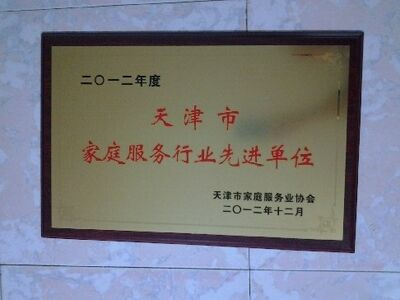 二〇一二年度
天津市
家庭服务行业先进单位
天津市家庭服务业协会
二〇一二年十二月